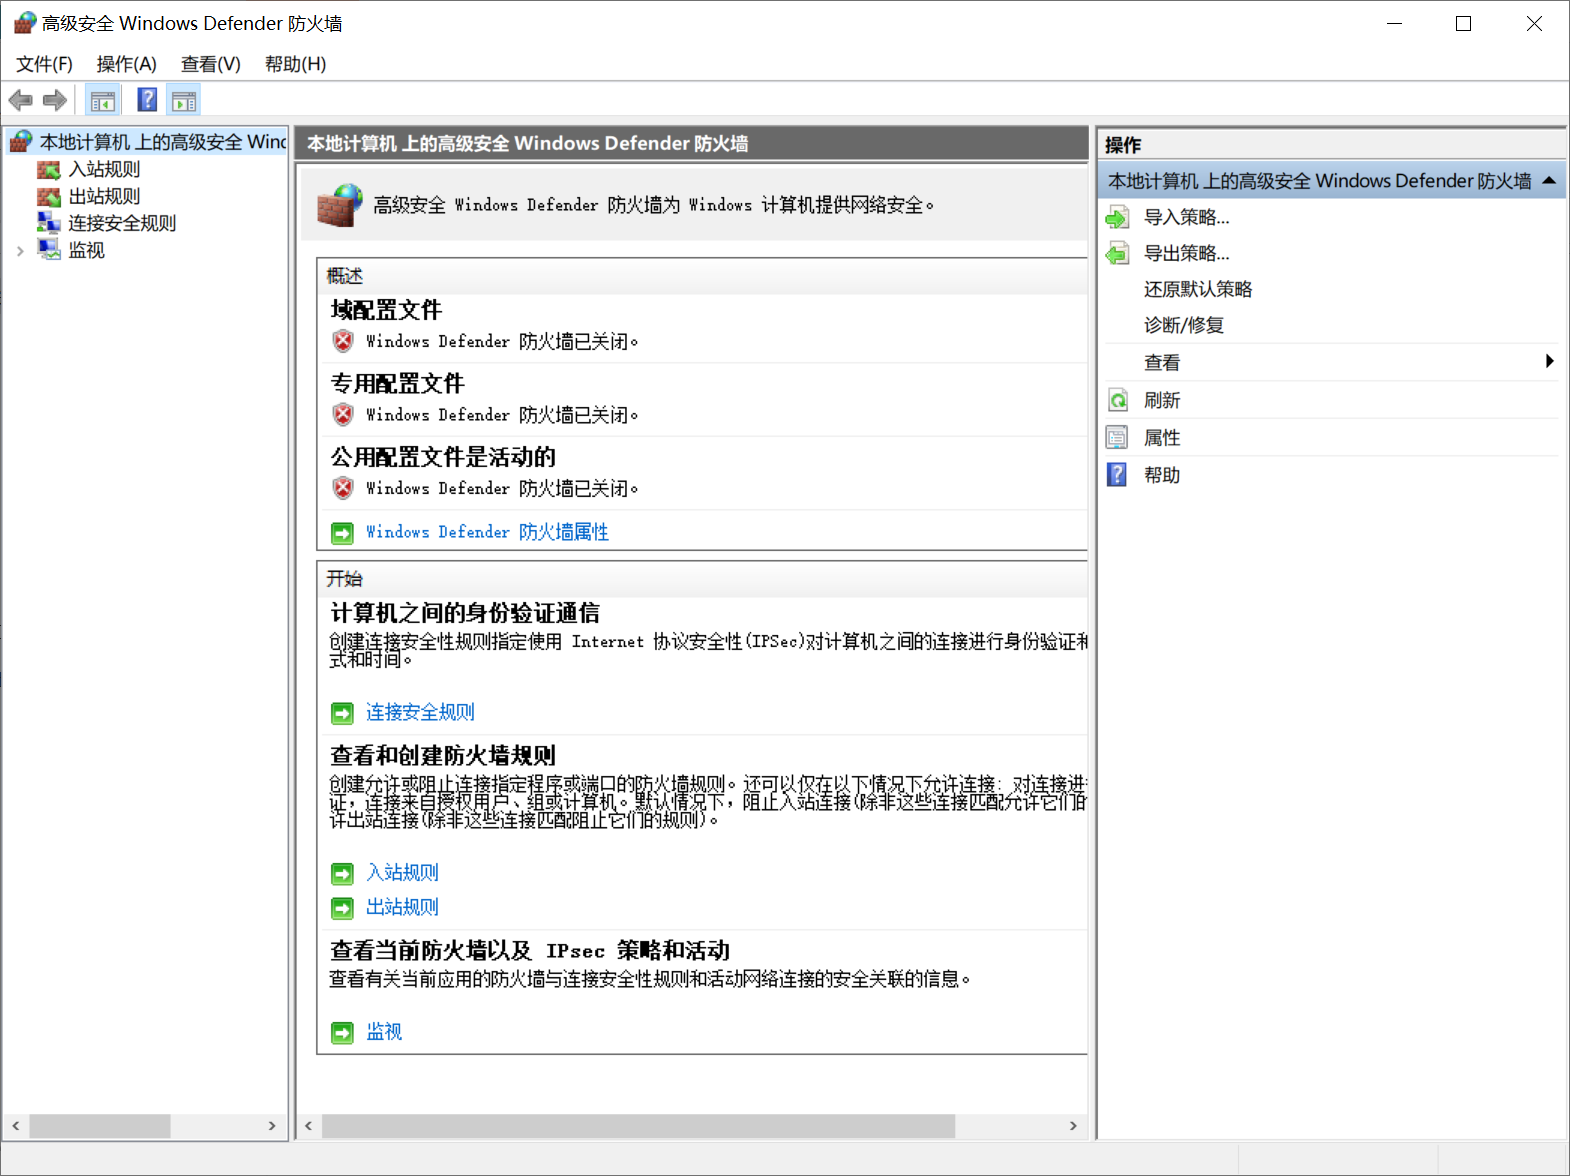 高级安全 Windows Defender 防火墙
文件(F) 操作(A) 查看(V) 帮助(H)
本地计算机 上的高级安全 Wind
入站规则
出站规则
连接安全规则
监视
本地计算机 上的高级安全 Windows Defender 防火墙
高级安全 Windows Defender 防火墙为 Windows 计算机提供网络安全。
概述
域配置文件
Windows Defender 防火墙已关闭。
专用配置文件
Windows Defender 防火墙已关闭。
公用配置文件是活动的
Windows Defender 防火墙已关闭。
Windows Defender 防火墙属性
开始
计算机之间的身份验证通信
创建连接安全性规则指定使用 Internet 协议安全性(IPSec)对计算机之间的连接进行身份验证和
式和时间。
连接安全规则
查看和创建防火墙规则
创建允许或阻止连接指定程序或端口的防火墙规则。还可以仅在以下情况下允许连接: 对连接进
证，连接来自授权用户、组或计算机。默认情况下，阻止入站连接(除非这些连接匹配允许它们的
许出站连接(除非这些连接匹配阻止它们的规则)。
入站规则
出站规则
查看当前防火墙以及 IPsec 策略和活动
查看有关当前应用的防火墙与连接安全性规则和活动网络连接的安全关联的信息。
监视
操作
本地计算机 上的高级安全 Windows Defender 防火墙
导入策略...
导出策略...
还原默认策略
诊断/修复
查看
刷新
属性
帮助